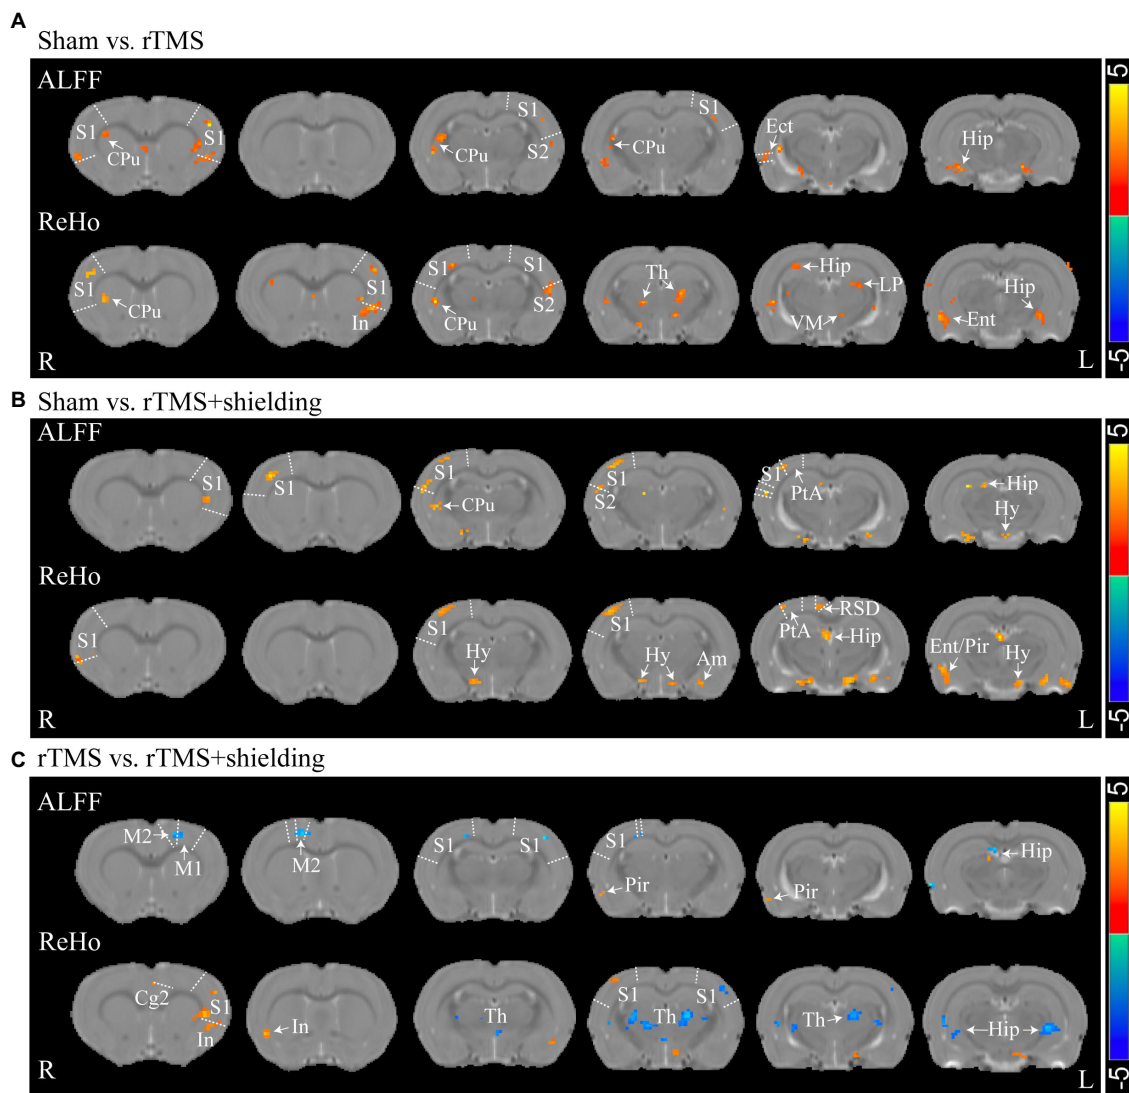 A
Sham vs. rTMS
ALFF
5
S1
S1
CPu
CPu
S1
S2
CPu
S1
Ect
Hip
ReHo
S1
CPu
S1
In
S1
S1
CPu
S2
Th
Hip
LP
VM
Hip
Ent
R
L
-5
B
Sham vs. rTMS+shielding
ALFF
5
S1
S1
S1
CPu
S1
S2
S1
PtA
Hip
Hy
ReHo
S1
S1
Hy
S1
Hy
Am
RSD
PtA
Hip
Ent/Pir
Hy
R
L
-5
C
rTMS vs. rTMS+shielding
ALFF
5
M2
M1
M2
S1
S1
S1
Pir
Pir
Hip
ReHo
Cg2
S1
In
In
Th
S1
S1
Th
Th
Hip
R
L
-5